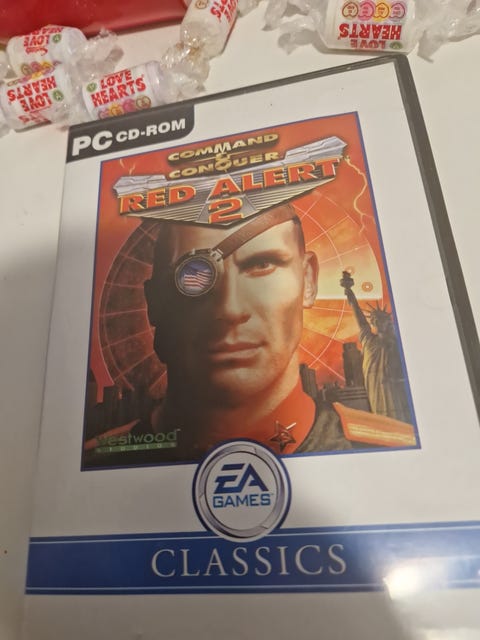 LOVE
HEARTS
LOVE
HEARTS
LOVE
HEARTS
LOVE
HEARTS
PC CD-ROM
COMMAND
&
CONQUER
RED ALERT
2
Westwood
STUDIOS
EA
GAMES™
CLASSICS